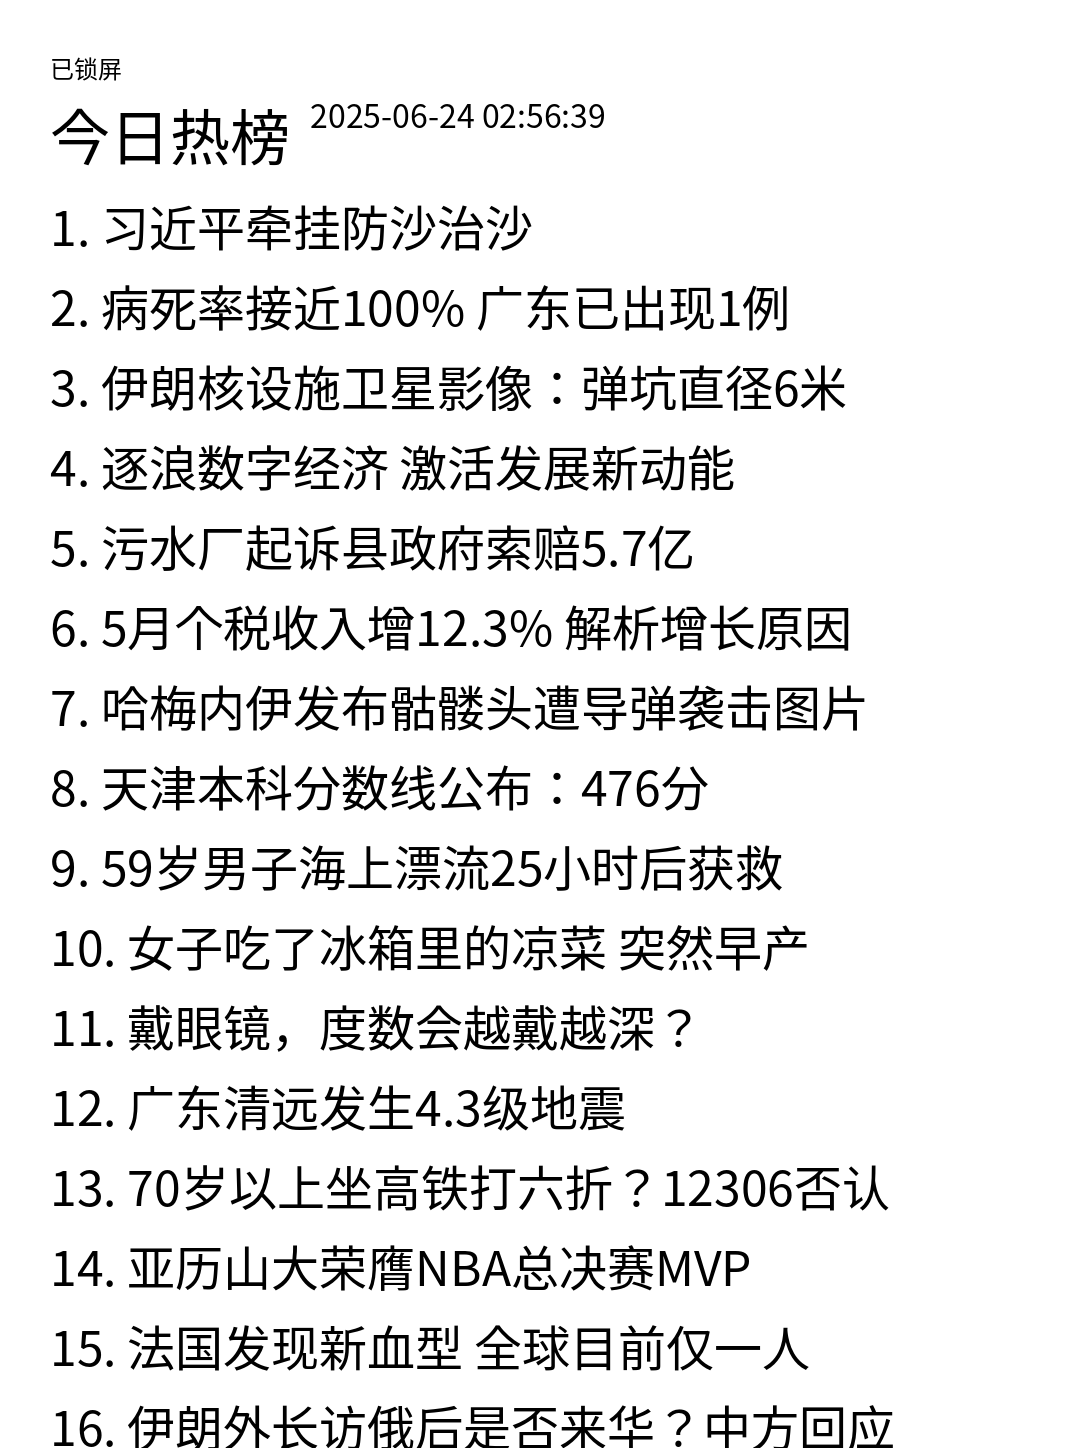 已锁屏
今日热榜 2025-06-24 02:56:39
1. 习近平牵挂防沙治沙
2. 病死率接近100% 广东已出现1例
3. 伊朗核设施卫星影像：弹坑直径6米
4. 逐浪数字经济 激活发展新动能
5. 污水厂起诉县政府索赔5.7亿
6. 5月个税收入增12.3% 解析增长原因
7. 哈梅内伊发布骷髅头遭导弹袭击图片
8. 天津本科分数线公布：476分
9. 59岁男子海上漂流25小时后获救
10. 女子吃了冰箱里的凉菜 突然早产
11. 戴眼镜，度数会越戴越深？
12. 广东清远发生4.3级地震
13. 70岁以上坐高铁打六折？12306否认
14. 亚历山大荣膺NBA总决赛MVP
15. 法国发现新血型 全球目前仅一人
16. 伊朗外长访俄后是否来华？中方回应